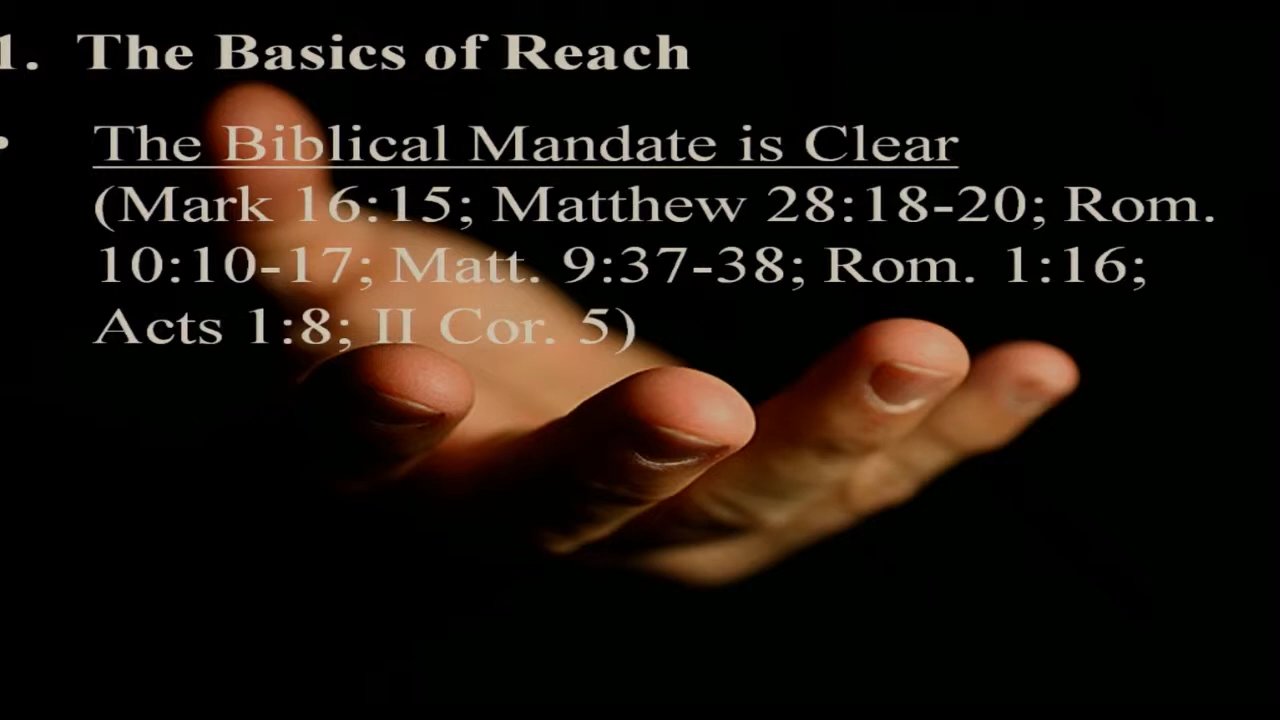 1. The Basics of Reach
• The Biblical Mandate is Clear
(Mark 16:15; Matthew 28:18-20; Rom.
10:10-17; Matt. 9:37-38; Rom. 1:16;
Acts 1:8; II Cor. 5)